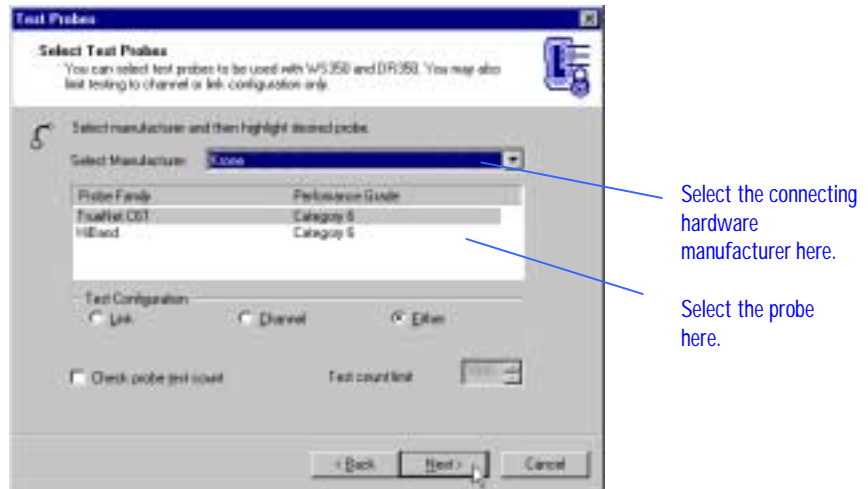 Test Probes
Select Test Probes
You can select test probes to be used with WS350 and DR350. You may also
limit testing to channel or link configuration only.
Select manufacturer and then highlight desired probe.
Select Manufacturer Krone
Probe Family Performance Grade
TrueNet CST Category 6
HiBand Category 6
Test Configuration
Link Channel Either
Check probe test count Test count limit
< Back Next > Cancel
Select the connecting
hardware
manufacturer here.
Select the probe
here.